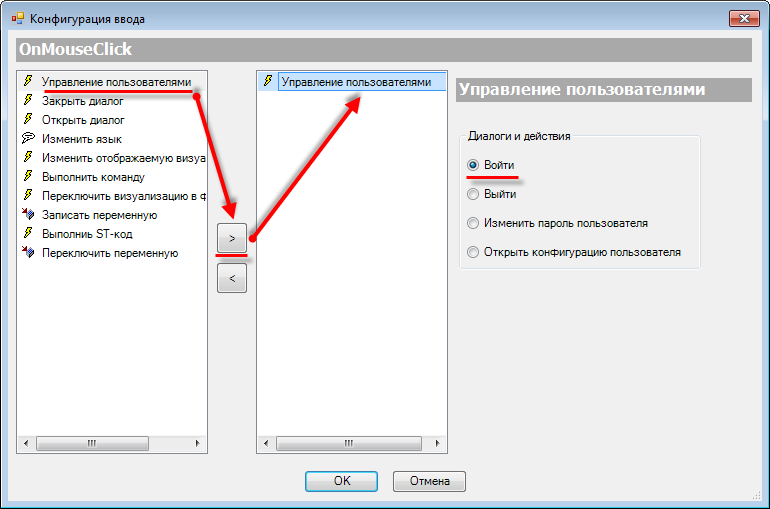 Конфигурация ввода
OnMouseClick
Управление пользователями
Закрыть диалог
Открыть диалог
Изменить язык
Изменить отображаемую визуа
Выполнить команду
Переключить визуализацию в ф
Записать переменную
Выполниь ST-код
Переключить переменную
>
<
Управление пользователями
Управление пользователями
Диалоги и действия
Войти
Выйти
Изменить пароль пользователя
Открыть конфигурацию пользователя
OK
Отмена